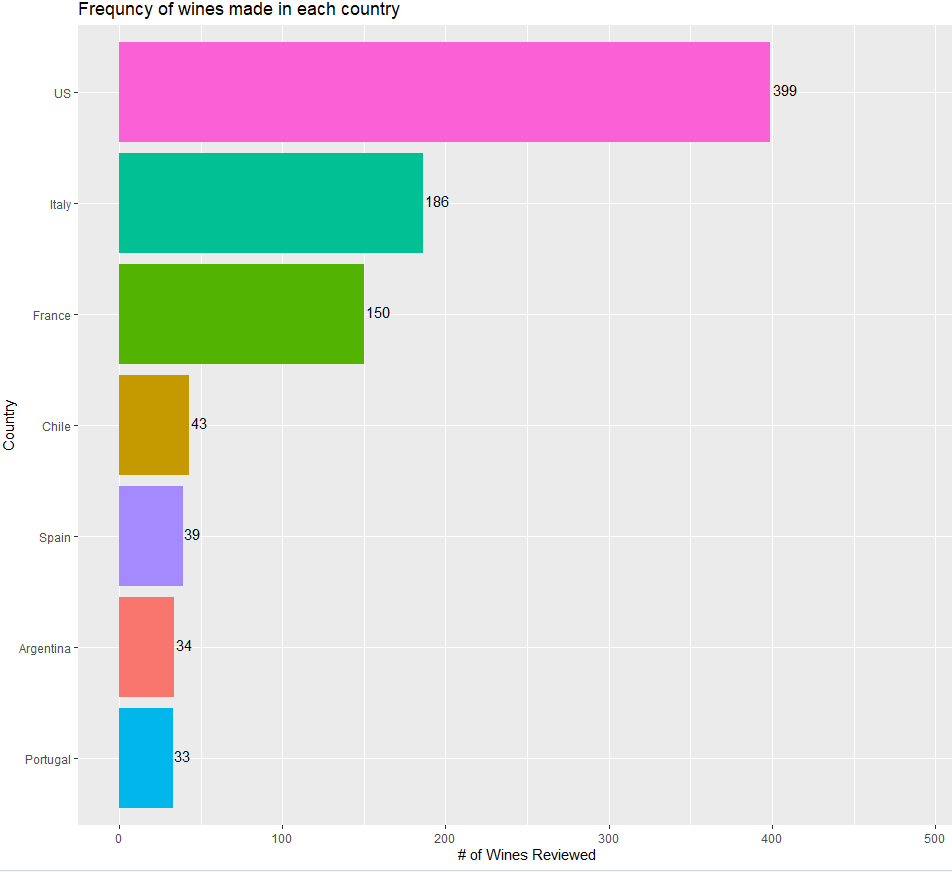 Frequncy of wines made in each country
US
399
Italy
186
France
150
Chile
43
Spain
39
Argentina
34
Portugal
33
Country
0 100 200 300 400 500
# of Wines Reviewed